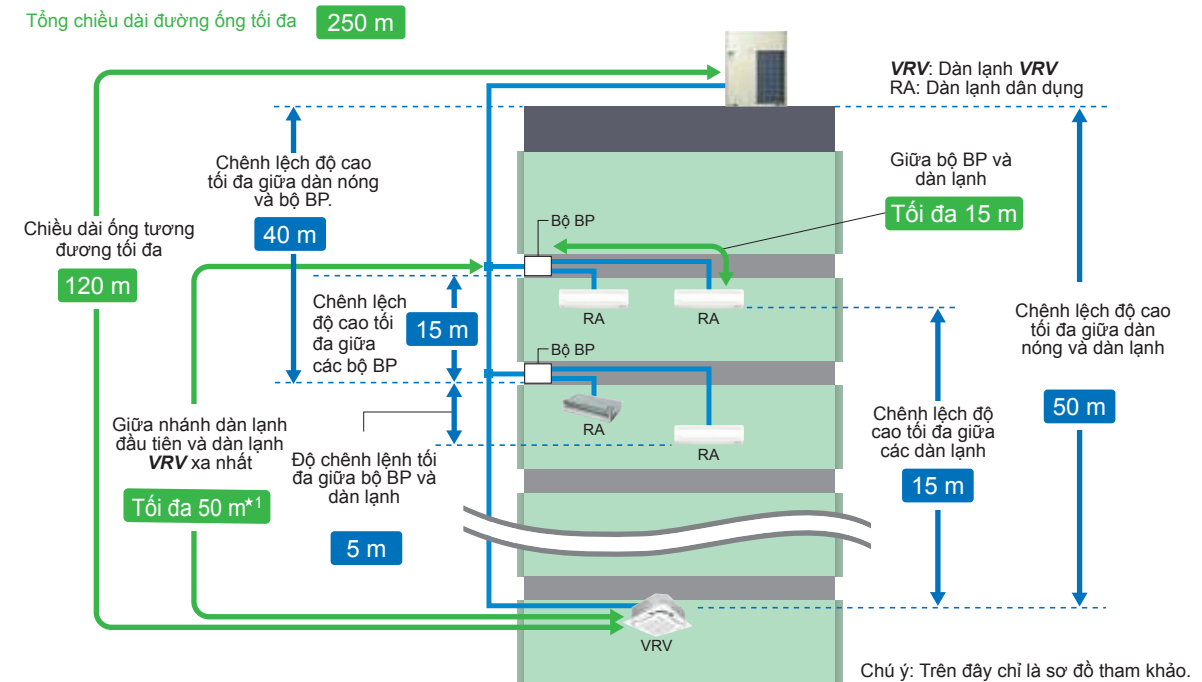 Tổng chiều dài đường ống tối đa 250 m
VRV: Dàn lạnh VRV
RA: Dàn lạnh dân dụng
Chênh lệch độ cao
tối đa giữa dàn nóng
và bộ BP.
40 m
Giữa bộ BP và
dàn lạnh
Tối đa 15 m
Chiều dài ống tương
đương tối đa
120 m
Bộ BP
RA
RA
Chênh lệch
độ cao tối
đa giữa
các bộ BP
15 m
Bộ BP
RA
RA
Chênh lệch độ cao
tối đa giữa dàn
nóng và dàn lạnh
50 m
Chênh lệch độ
cao tối đa giữa
các dàn lạnh
15 m
Giữa nhánh dàn lạnh
đầu tiên và dàn lạnh
VRV xa nhất
Tối đa 50 m★1
Độ chênh lệnh tối
đa giữa bộ BP và
dàn lạnh
5 m
VRV
Chú ý: Trên đây chỉ là sơ đồ tham khảo.